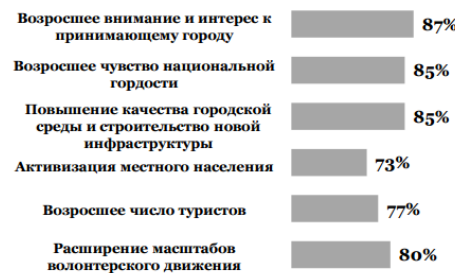 Возросшее внимание и интерес к
принимающему городу
87%
Возросшее чувство национальной
гордости
85%
Повышение качества городской
среды и строительство новой
инфраструктуры
85%
Активизация местного населения
73%
Возросшее число туристов
77%
Расширение масштабов
волонтерского движения
80%